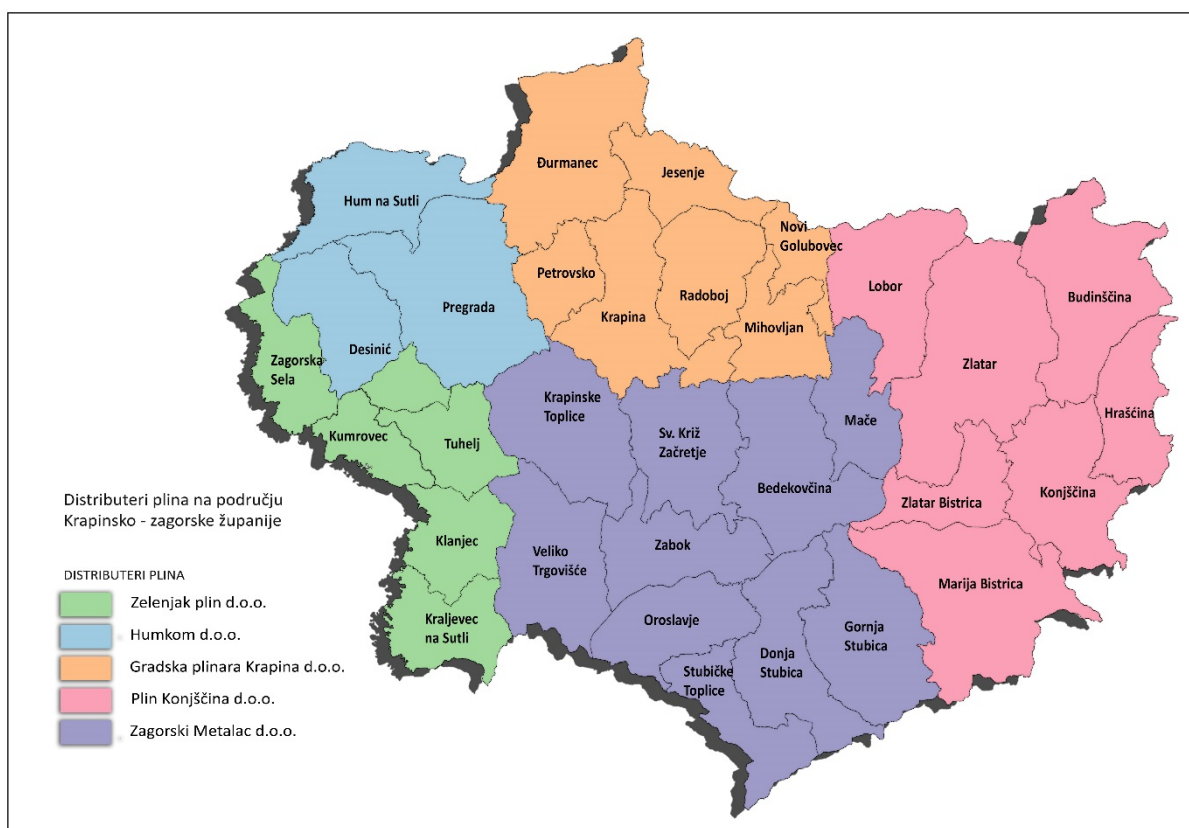 Đurmanec
Jesenje
Hum na Sutli
Novi
Golubovec
Petrovsko
Lobor
Radoboj
Budinščina
Pregrada
Krapina
Mihovljan
Desinić
Zagorska
Sela
Zlatar
Krapinske
Toplice
Hrašćina
Mače
Kumrovec
Tuhelj
Sv. Križ
Začretje
Bedekovčina
Konjščina
Zlatar Bistrica
Klanjec
Veliko
Trgovišće
Zabok
Marija Bistrica
Kraljevec
na Sutli
Oroslavje
Gornja
Stubica
Donja
Stubica
Stubičke
Toplice
Distributeri plina na području
Krapinsko - zagorske županije
DISTRIBUTERI PLINA
Zelenjak plin d.o.o.
Humkom d.o.o.
Gradska plinara Krapina d.o.o.
Plin Konjščina d.o.o.
Zagorski Metalac d.o.o.